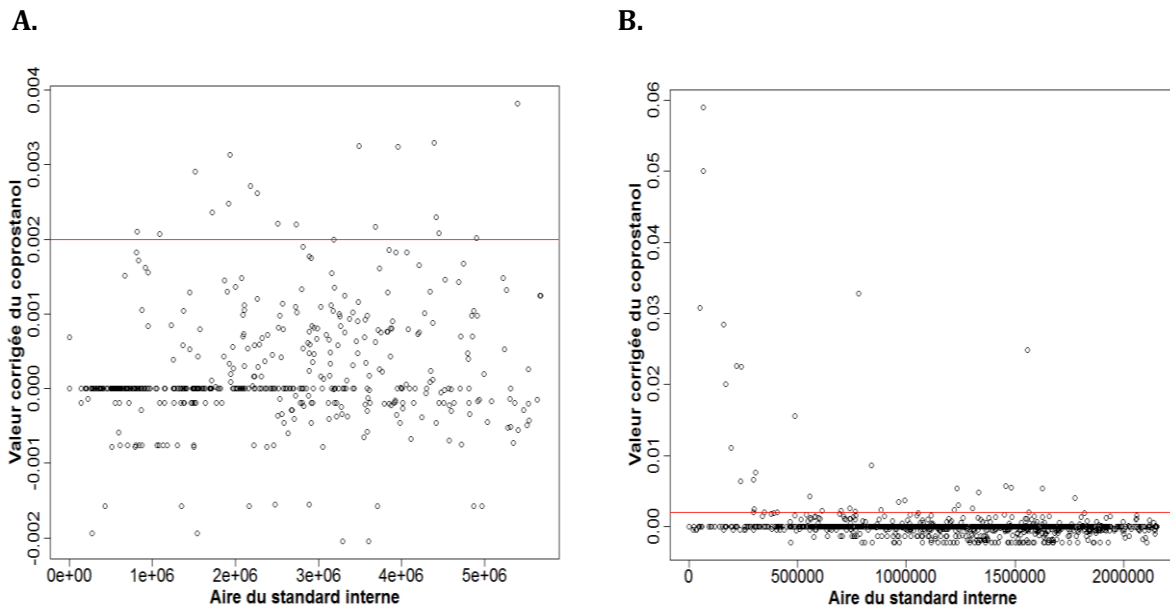 A.
B.
0.004
0.003
0.002
0.001
0.000
-0.001
-0.002
Valeur corrigée du coprostanol
0e+00 1e+06 2e+06 3e+06 4e+06 5e+06
Aire du standard interne
0.06
0.05
0.04
0.03
0.02
0.01
0.00
Valeur corrigée du coprostanol
0 500000 1000000 1500000 2000000
Aire du standard interne